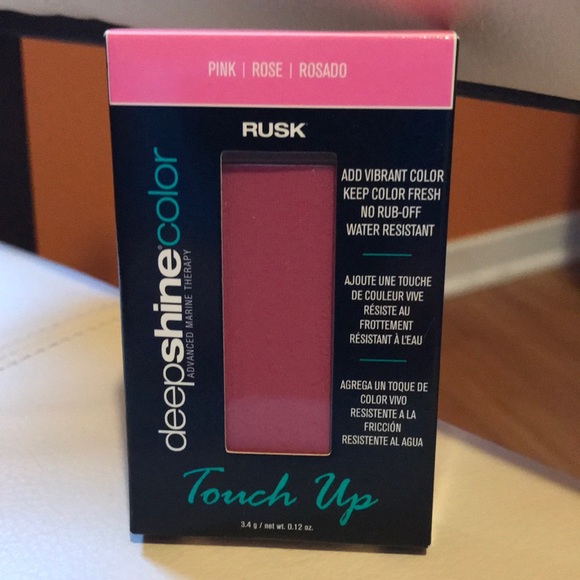 PINK | ROSE | ROSADO
RUSK
deepshine®color
ADVANCED MARINE THERAPY
ADD VIBRANT COLOR
KEEP COLOR FRESH
NO RUB-OFF
WATER RESISTANT
AJOUTE UNE TOUCHE
DE COULEUR VIVE
RÉSISTE AU
FROTTEMENT
RÉSISTANT À L'EAU
AGREGA UN TOQUE DE
COLOR VIVO
RESISTENTE A LA
FRICCIÓN
RESISTENTE AL AGUA
Touch Up
3.4 g / net wt. 0.12 oz.